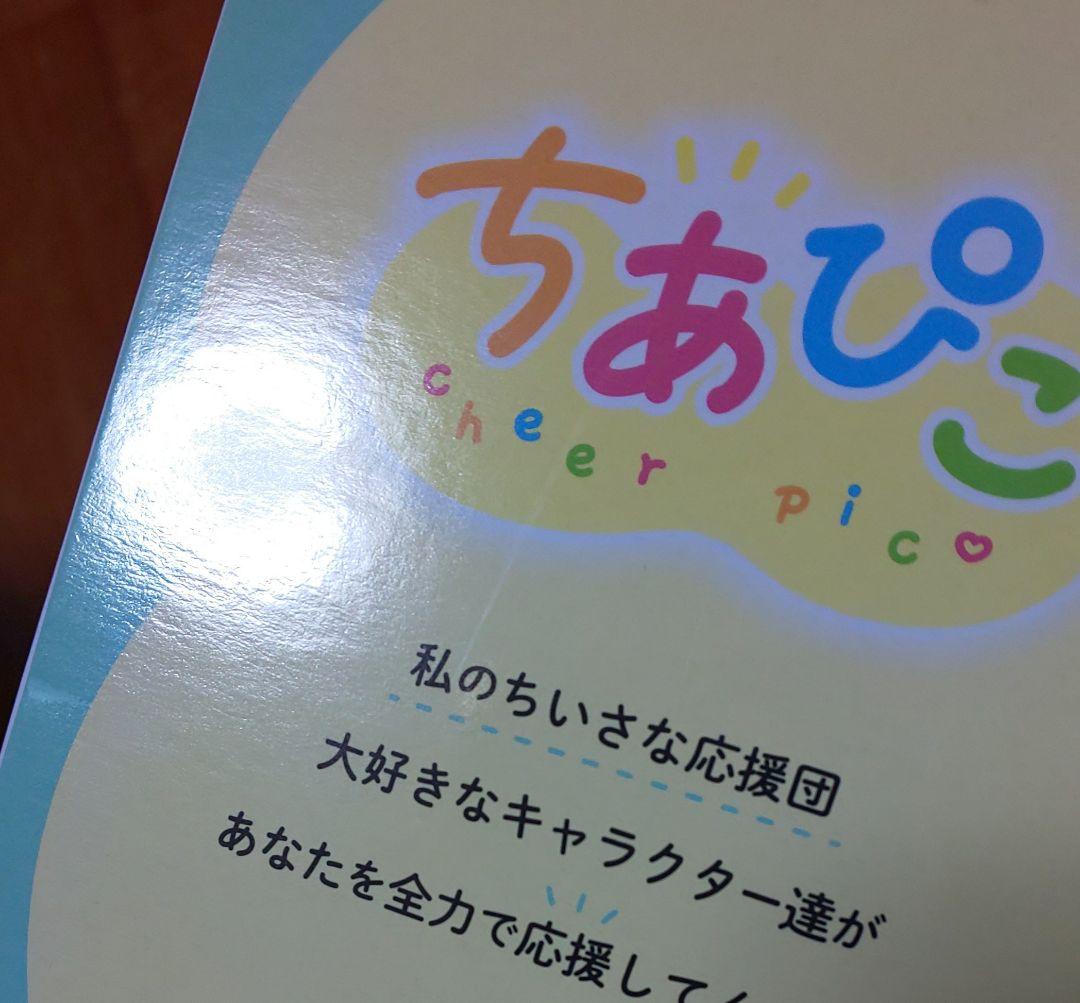 ちあぴこ
cheer pico
私のちいさな応援団
大好きなキャラクター達が
あなたを全力で応援して